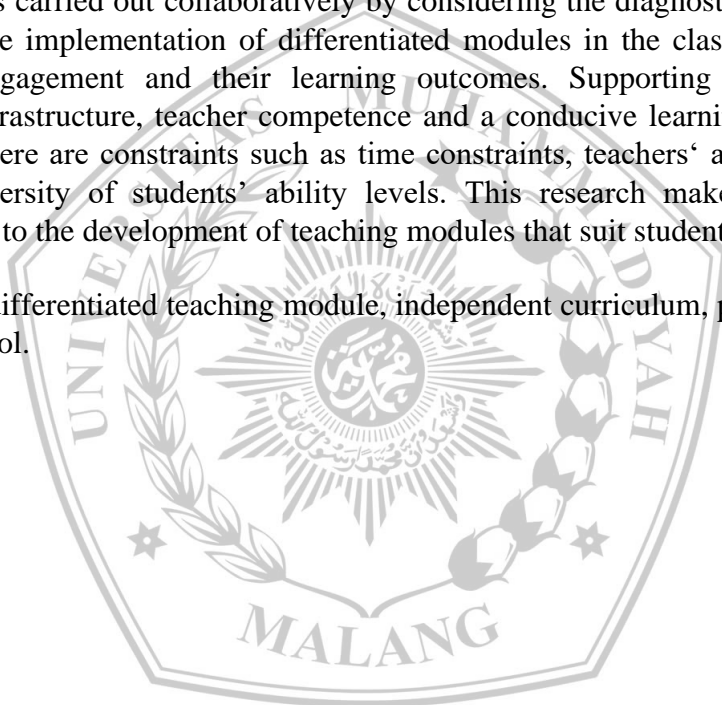 s carried out collaboratively by considering the diagnost
e implementation of differentiated modules in the clas
gagement and their learning outcomes. Supporting
rastructure, teacher competence and a conducive learni
ere are constraints such as time constraints, teachers‘ a
ersity of students’ ability levels. This research mak
to the development of teaching modules that suit student
ifferentiated teaching module, independent curriculum, p
ol.
UNIVERSITAS MUHAMMADIYAH
MALANG